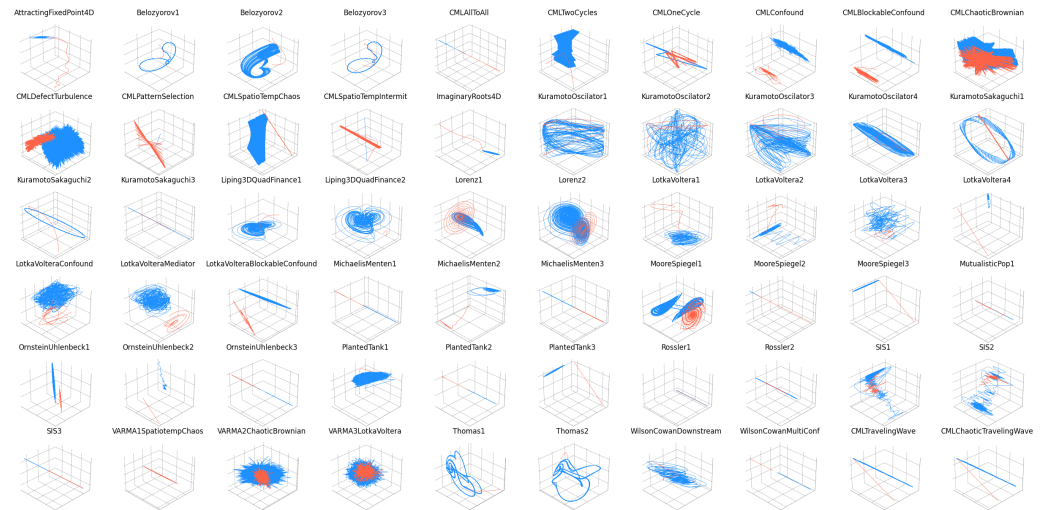 AttractingFixedPoint4D Belozyorov1 Belozyorov2 Belozyorov3 CMLAllToAll CMLTwoCycles CMLOneCycle CMLConfound CMLBlockableConfound CMLChaoticBrownian
CMLDefectTurbulence CMLPatternSelection CMLSpatioTempChaos CMLSpatioTempIntermit ImaginaryRoots4D KuramotoOscilator1 KuramotoOscilator2 KuramotoOscilator3 KuramotoOscilator4 KuramotoSakaguchi1
KuramotoSakaguchi2 KuramotoSakaguchi3 Liping3DQuadFinance1 Liping3DQuadFinance2 Lorenz1 Lorenz2 LotkaVoltera1 LotkaVoltera2 LotkaVoltera3 LotkaVoltera4
LotkaVolteraConfound LotkaVolteraMediator LotkaVolteraBlockableConfound MichaelisMenten1 MichaelisMenten2 MichaelisMenten3 MooreSpiegel1 MooreSpiegel2 MooreSpiegel3 MutualisticPop1
OrnsteinUhlenbeck1 OrnsteinUhlenbeck2 OrnsteinUhlenbeck3 PlantedTank1 PlantedTank2 PlantedTank3 Rossler1 Rossler2 SIS1 SIS2
SIS3 VARMA1SpatiotempChaos VARMA2ChaoticBrownian VARMA3LotkaVoltera Thomas1 Thomas2 WilsonCowanDownstream WilsonCowanMultiConf CMLTravelingWave CMLChaoticTravelingWave